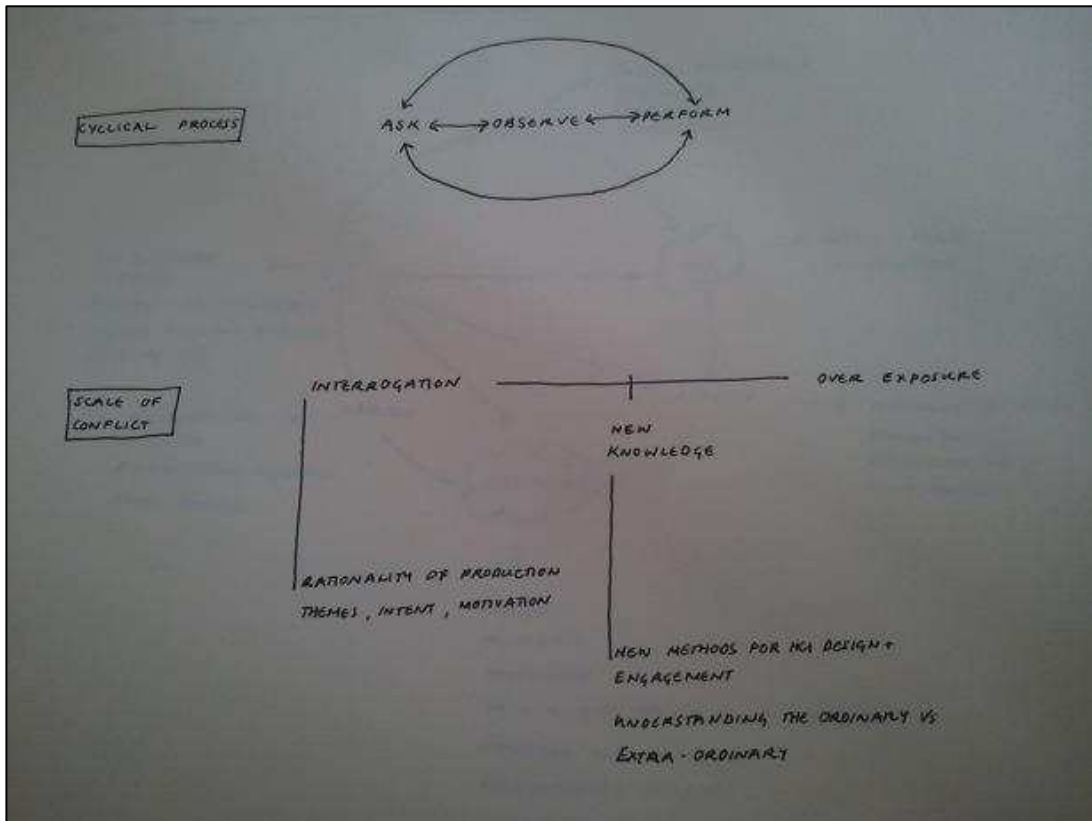 CYCLICAL PROCESS
ASK OBSERVE PERFORM
SCALE OF
CONFLICT
INTERROGATION
OVER EXPOSURE
NEW
KNOWLEDGE
RATIONALITY OF PRODUCTION
THEMES, INTENT, MOTIVATION
NEW METHODS FOR HCI DESIGN +
ENGAGEMENT
UNDERSTANDING THE ORDINARY VS
EXTRA-ORDINARY